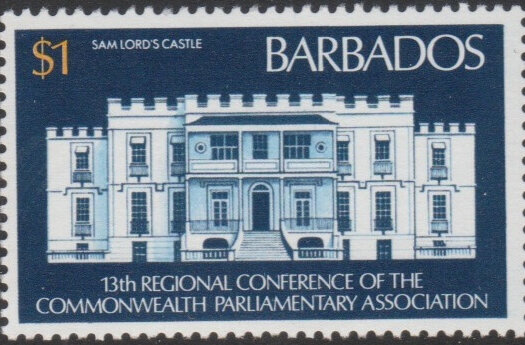 $1
SAM LORD'S CASTLE
BARBADOS
13th REGIONAL CONFERENCE OF THE
COMMONWEALTH PARLIAMENTARY ASSOCIATION